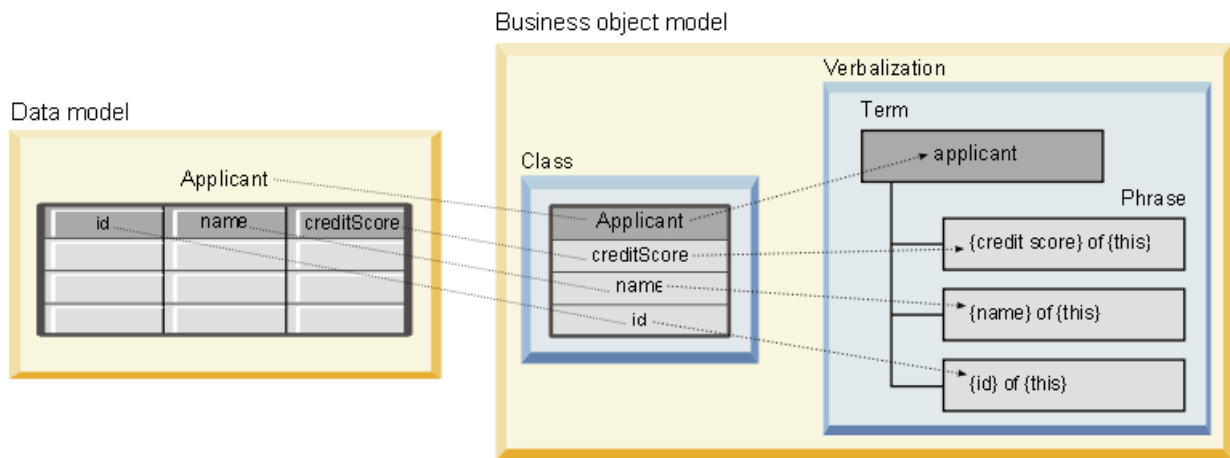 Business object model
Verbalization
Data model
Term
Class
applicant
Applicant
Phrase
id name creditScore
Applicant
creditScore
name
id
{credit score} of {this}
{name} of {this}
{id} of {this}